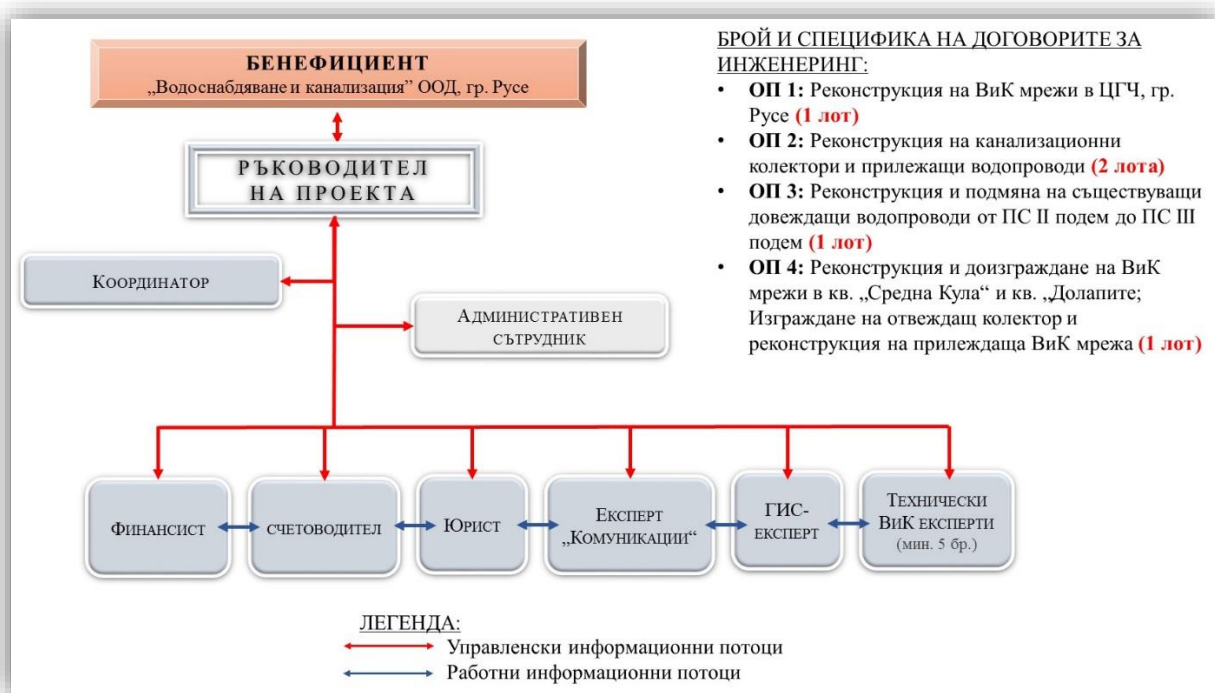 БЕНЕФИЦИЕНТ
„Водоснабдяване и канализация” ООД, гр. Русе
РЪКОВОДИТЕЛ
НА ПРОЕКТА
КООРДИНАТОР
АДМИНИСТРАТИВЕН
СЪТРУДНИК
ФИНАНСИСТ
СЧЕТОВОДИТЕЛ
ЮРИСТ
ЕКСПЕРТ
„КОМУНИКАЦИИ“
ГИС-
ЕКСПЕРТ
ТЕХНИЧЕСКИ
ВиК ЕКСПЕРТИ
(мин. 5 бр.)
ЛЕГЕНДА:
Управленски информационни потоци
Работни информационни потоци
БРОЙ И СПЕЦИФИКА НА ДОГОВОРИТЕ ЗА
ИНЖЕНЕРИНГ:
• ОП 1: Реконструкция на ВиК мрежи в ЦГЧ, гр.
Русе (1 лот)
• ОП 2: Реконструкция на канализационни
колектори и прилежащи водопроводи (2 лота)
• ОП 3: Реконструкция и подмяна на съществуващи
довеждащи водопроводи от ПС II подем до ПС III
подем (1 лот)
• ОП 4: Реконструкция и доизграждане на ВиК
мрежи в кв. „Средна Кула“ и кв. „Долапите;
Изграждане на отвеждащ колектор и
реконструкция на прилеждаща ВиК мрежа (1 лот)